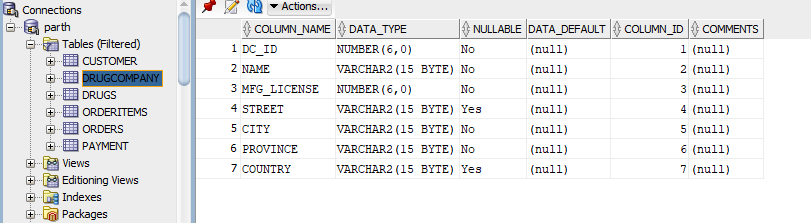 Connections
parth
Tables (Filtered)
CUSTOMER
DRUGCOMPANY
DRUGS
ORDERITEMS
ORDERS
PAYMENT
Views
Editioning Views
Indexes
Packages
Actions...
COLUMN_NAME DATA_TYPE NULLABLE DATA_DEFAULT COLUMN_ID COMMENTS
1 DC_ID NUMBER(6,0) No (null) 1 (null)
2 NAME VARCHAR2(15 BYTE) No (null) 2 (null)
3 MFG_LICENSE NUMBER(6,0) No (null) 3 (null)
4 STREET VARCHAR2(15 BYTE) Yes (null) 4 (null)
5 CITY VARCHAR2(15 BYTE) No (null) 5 (null)
6 PROVINCE VARCHAR2(15 BYTE) No (null) 6 (null)
7 COUNTRY VARCHAR2(15 BYTE) Yes (null) 7 (null)